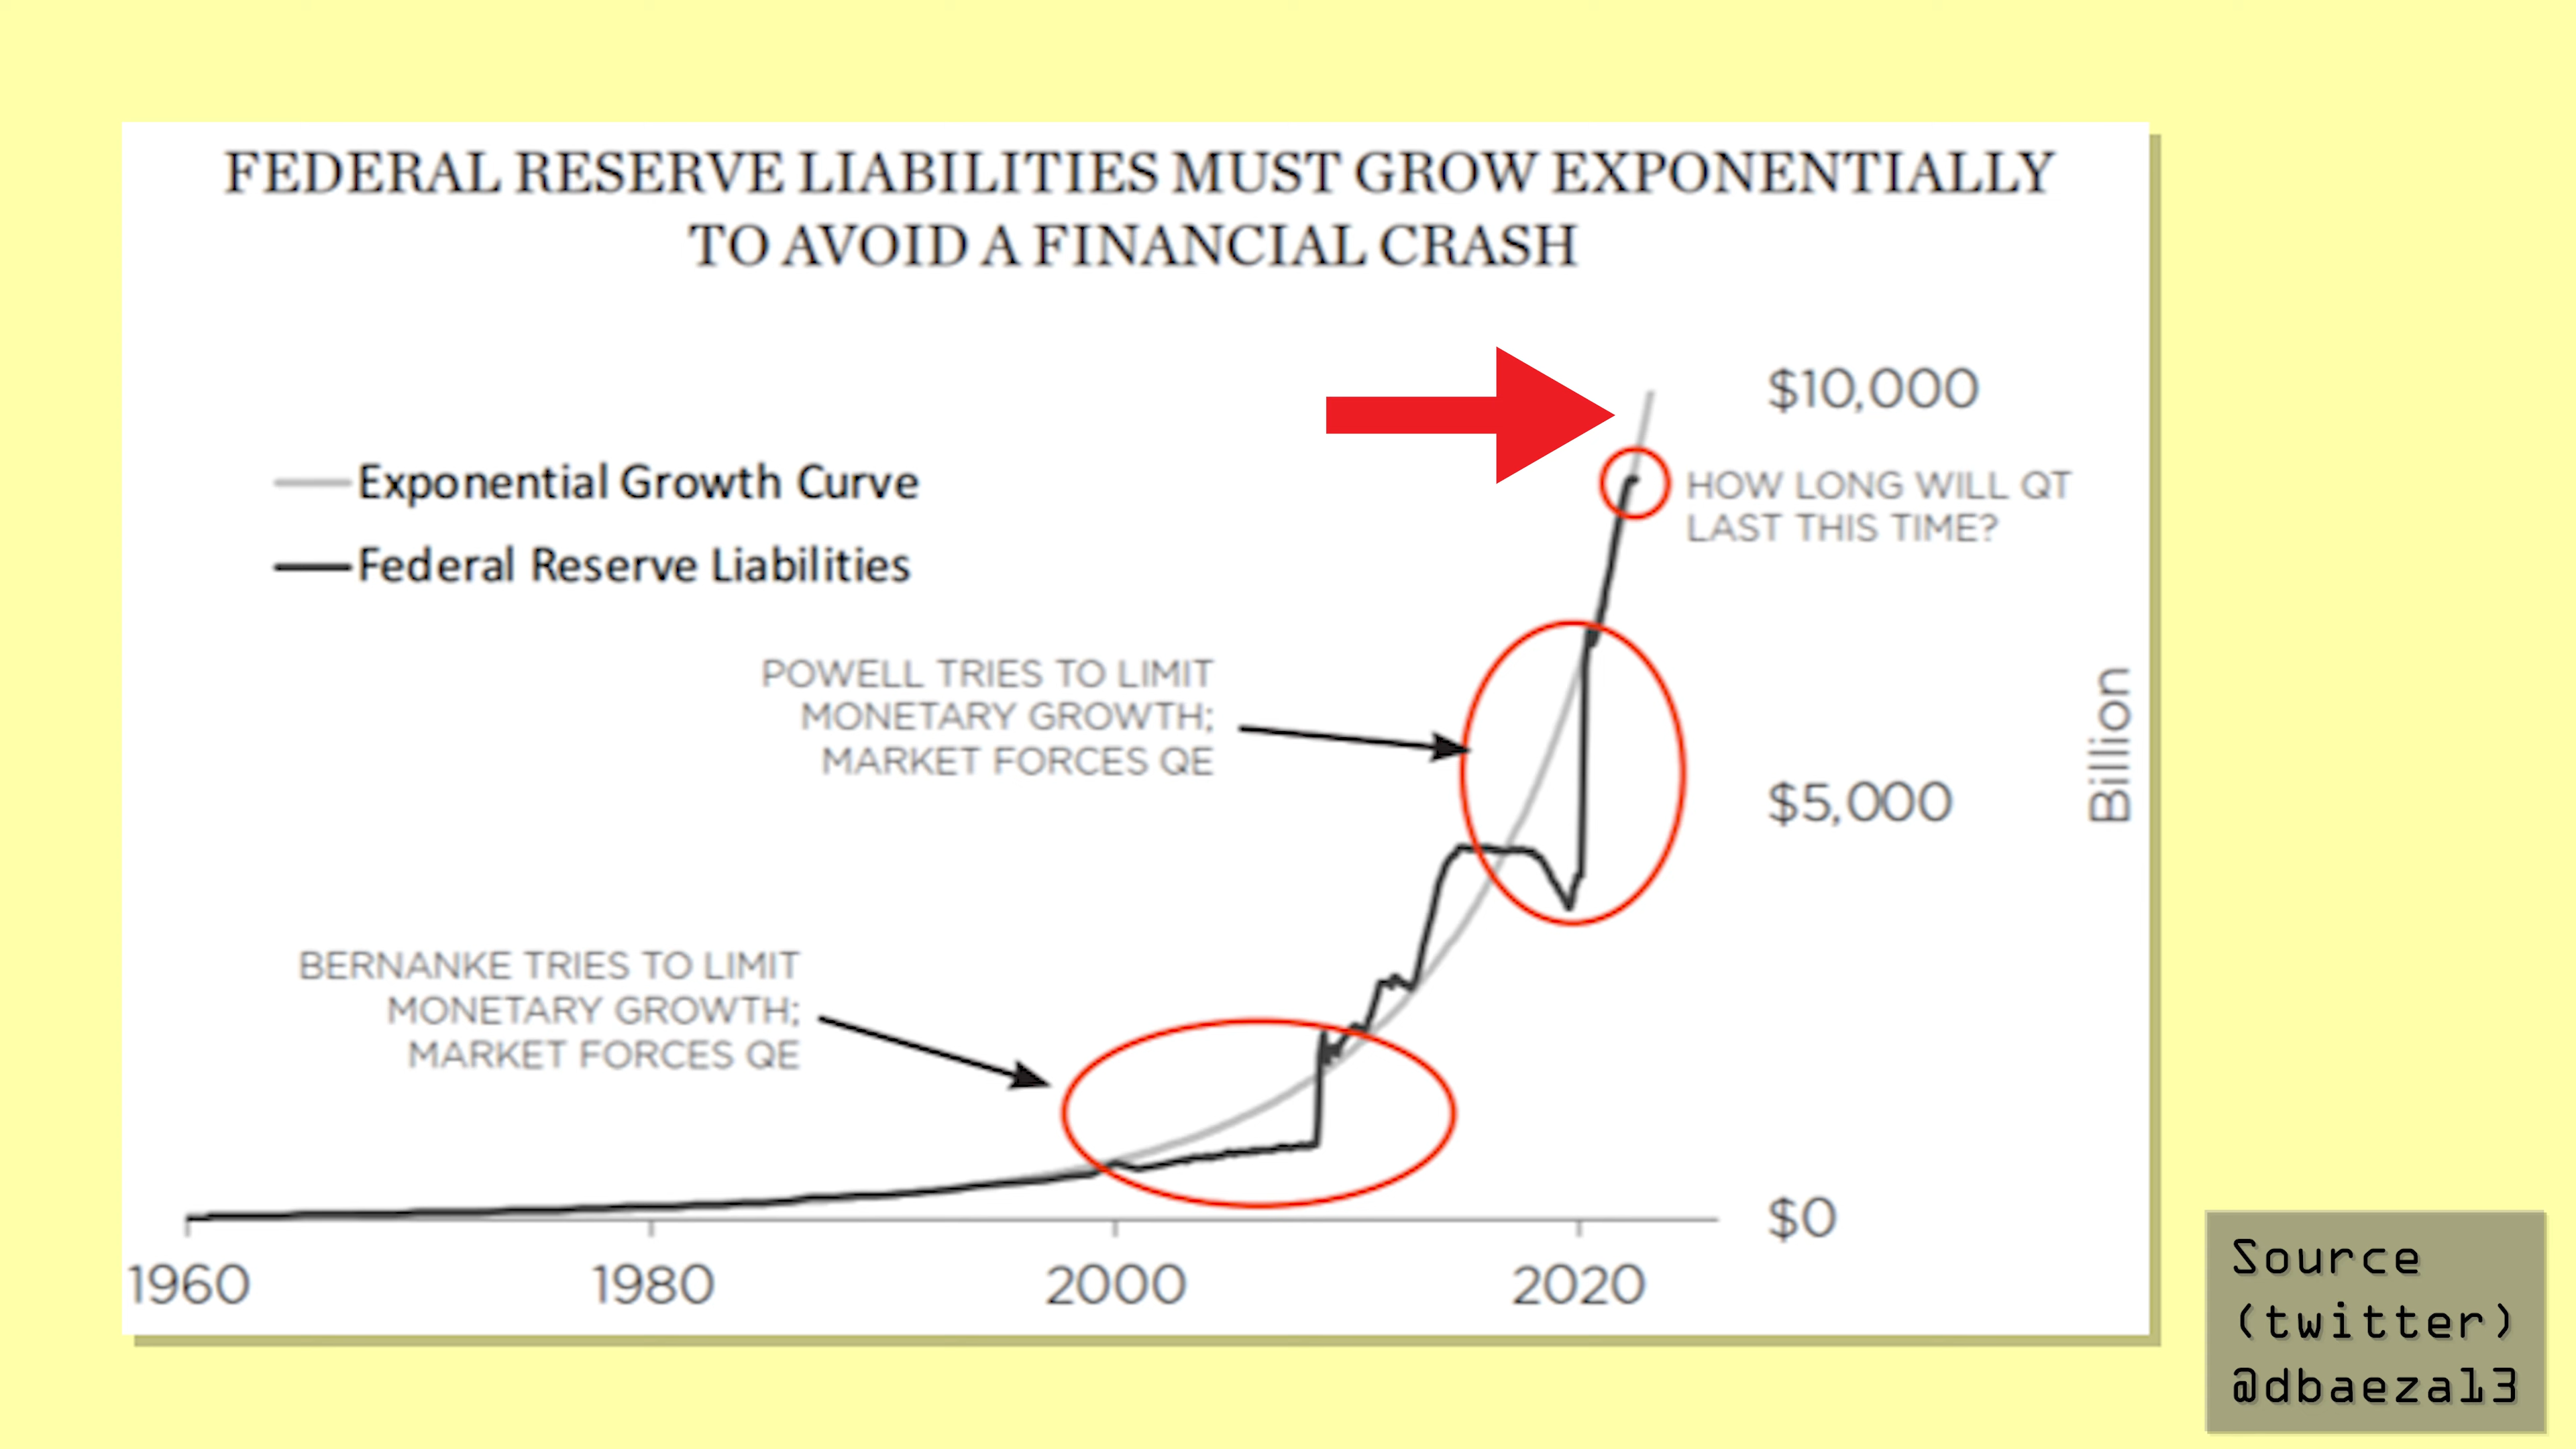 FEDERAL RESERVE LIABILITIES MUST GROW EXPONENTIALLY
TO AVOID A FINANCIAL CRASH
$10,000
Exponential Growth Curve
HOW LONG WILL QT
LAST THIS TIME?
Federal Reserve Liabilities
POWELL TRIES TO LIMIT
MONETARY GROWTH;
MARKET FORCES QE
Billion
$5,000
BERNANKE TRIES TO LIMIT
MONETARY GROWTH;
MARKET FORCES QE
$0
1960 1980 2000 2020
Source
(twitter)
@dbaeza13